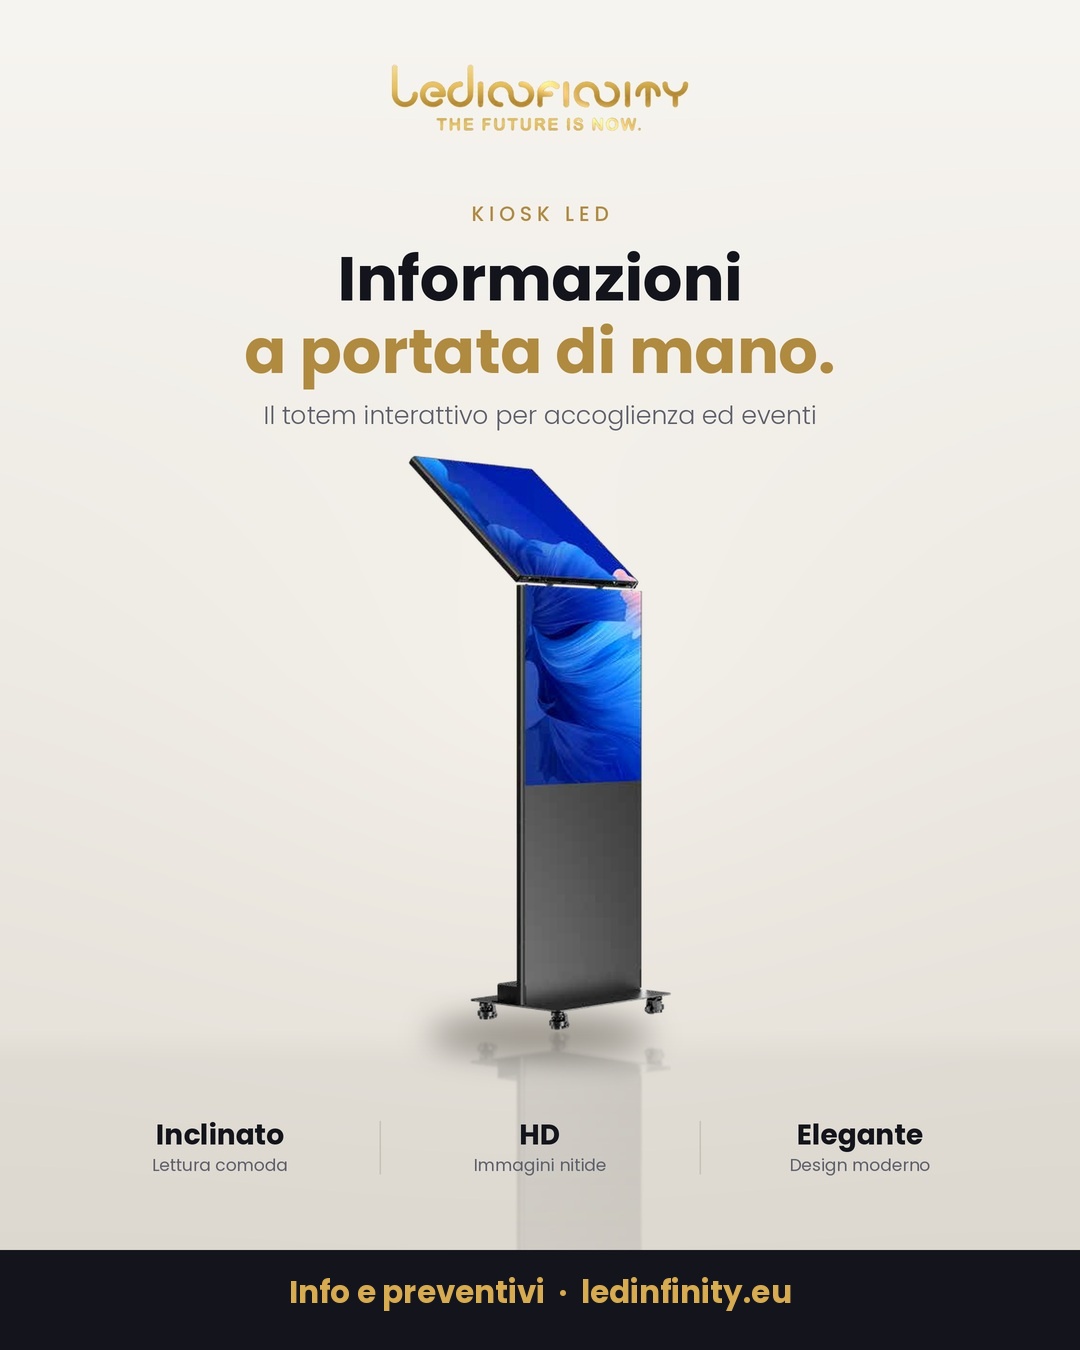 Ledinfinity
THE FUTURE IS NOW.
KIOSK LED
Informazioni
a portata di mano.
Il totem interattivo per accoglienza ed eventi
Inclinato
Lettura comoda
HD
Immagini nitide
Elegante
Design moderno
Info e preventivi · ledinfinity.eu